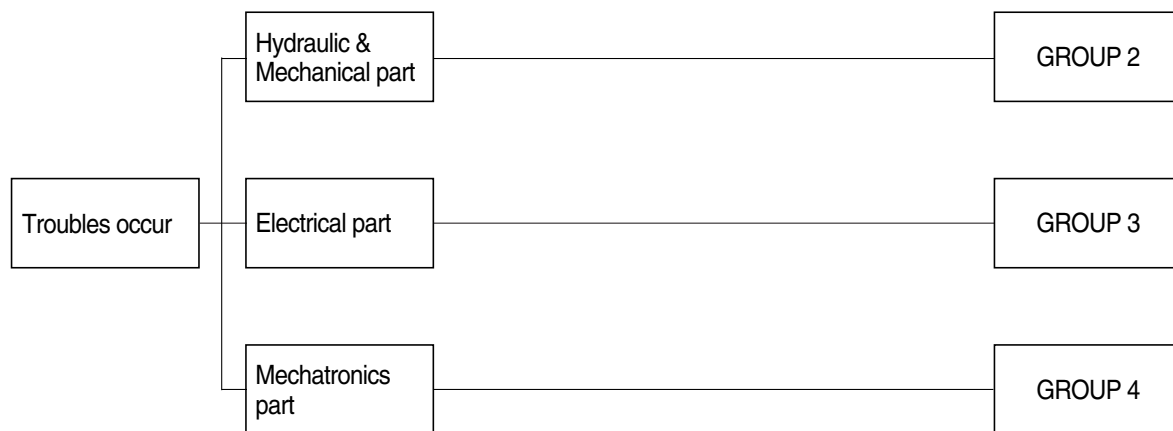 Hydraulic &
Mechanical part
GROUP 2
Troubles occur
Electrical part
GROUP 3
Mechatronics
part
GROUP 4